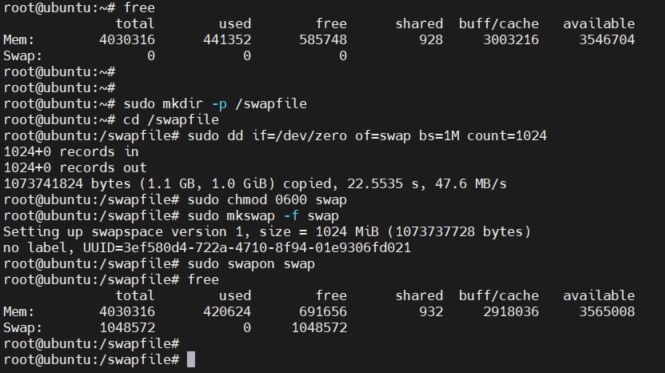 root@ubuntu:~# free
              total        used        free      shared  buff/cache   available
Mem:        4030316      441352      585748         928     3003216     3546704
Swap:             0           0           0
root@ubuntu:~#
root@ubuntu:~#
root@ubuntu:~# sudo mkdir -p /swapfile
root@ubuntu:~# cd /swapfile
root@ubuntu:/swapfile# sudo dd if=/dev/zero of=swap bs=1M count=1024
1024+0 records in
1024+0 records out
1073741824 bytes (1.1 GB, 1.0 GiB) copied, 22.5535 s, 47.6 MB/s
root@ubuntu:/swapfile# sudo chmod 0600 swap
root@ubuntu:/swapfile# sudo mkswap -f swap
Setting up swapspace version 1, size = 1024 MiB (1073737728 bytes)
no label, UUID=3ef580d4-722a-4710-8f94-01e9306fd021
root@ubuntu:/swapfile# sudo swapon swap
root@ubuntu:/swapfile# free
              total        used        free      shared  buff/cache   available
Mem:        4030316      420624      691656         932     2918036     3565008
Swap:       1048572           0     1048572
root@ubuntu:/swapfile#
root@ubuntu:/swapfile#